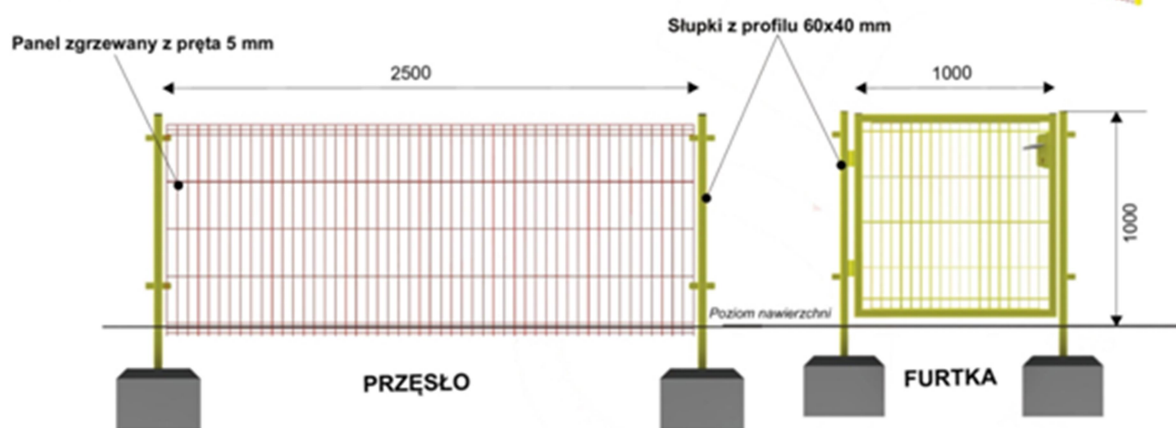 Słupki z profilu 60x40 mm
Panel zgrzewany z pręta 5 mm
2500
1000
1000
Poziom nawierzchni
PRZĘSŁO
FURTKA